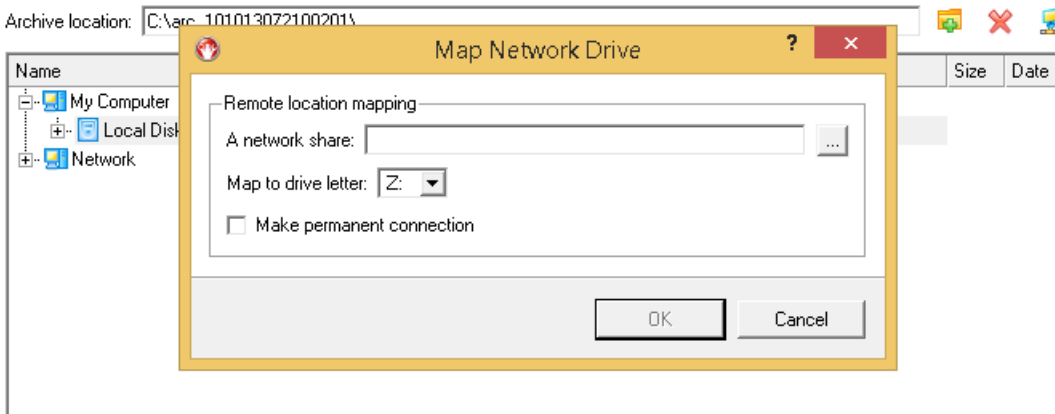 Archive location: C:\arc_101013072100201\
Map Network Drive ?
Name Size Date
My Computer
Local Disk
Network
Remote location mapping
A network share: ...
Map to drive letter: Z:
Make permanent connection
OK Cancel